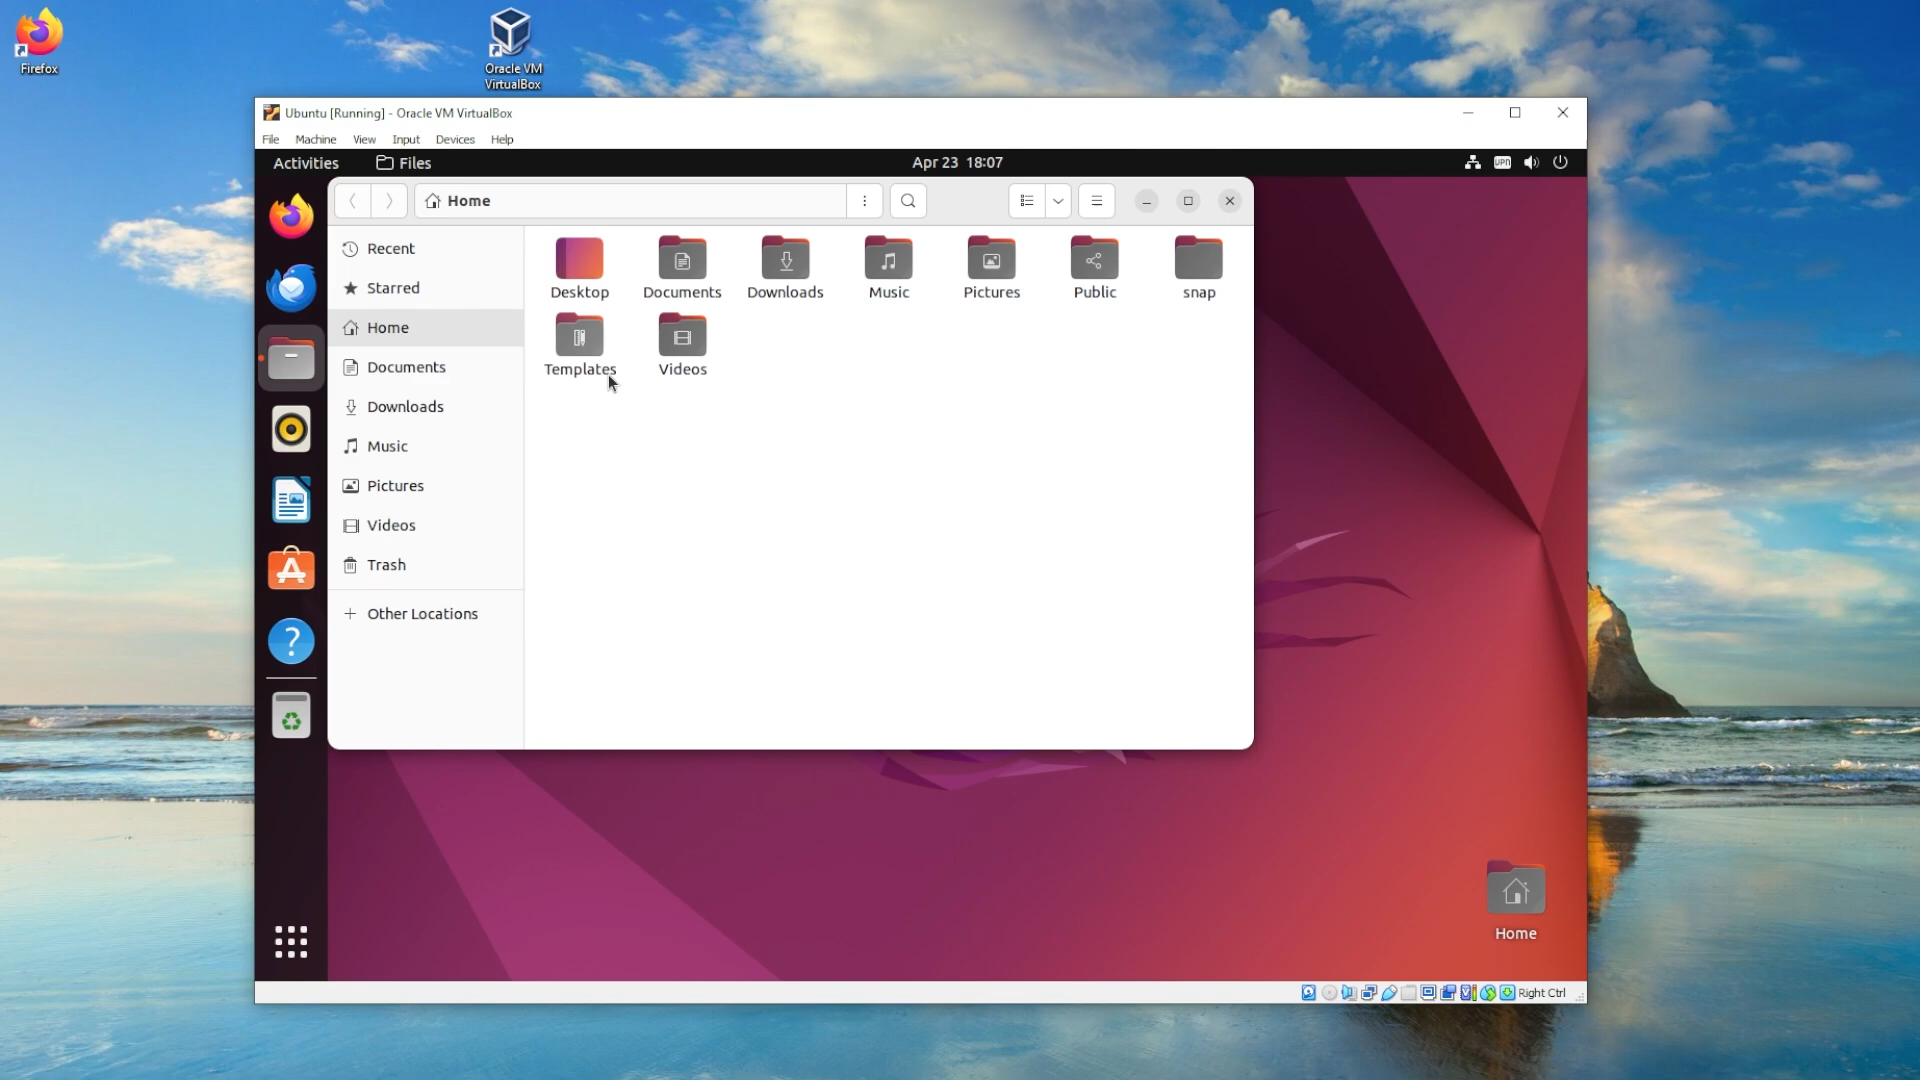 Firefox
Oracle VM
VirtualBox
Ubuntu [Running] - Oracle VM VirtualBox
File Machine View Input Devices Help
Activities Files Apr 23 18:07
Home
Recent
Starred
Home
Documents
Downloads
Music
Pictures
Videos
Trash
Other Locations
Desktop Documents Downloads Music Pictures Public snap
Templates Videos
Home
Right Ctrl